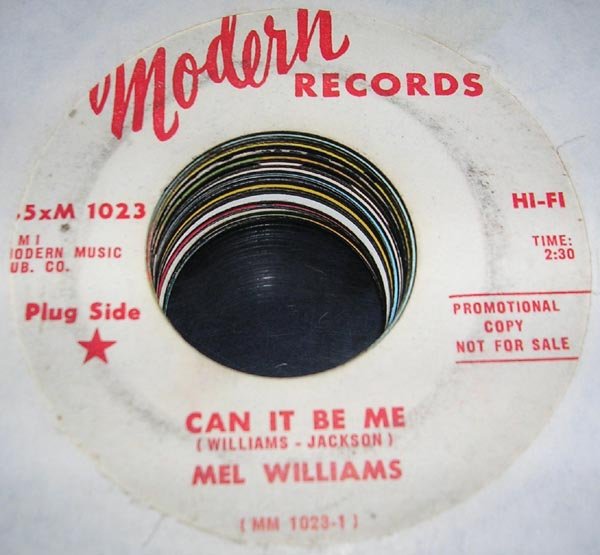 Modern
RECORDS
5xM 1023
HI-FI
M I
ODERN MUSIC
UB. CO.
TIME:
2:30
Plug Side
PROMOTIONAL
COPY
NOT FOR SALE
CAN IT BE ME
(WILLIAMS - JACKSON)
MEL WILLIAMS
(MM 1023-1)